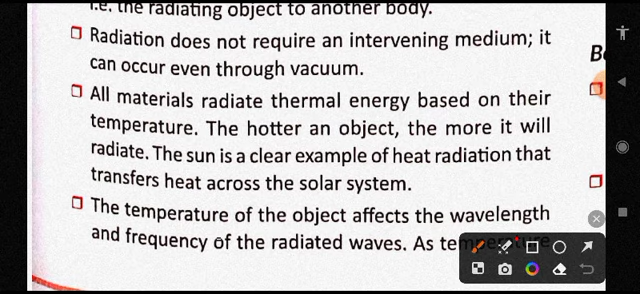 i.e. the radiating object to another body.
Radiation does not require an intervening medium; it
can occur even through vacuum.
All materials radiate thermal energy based on their
temperature. The hotter an object, the more it will
radiate. The sun is a clear example of heat radiation that
transfers heat across the solar system.
The temperature of the object affects the wavelength
and frequency of the radiated waves. As temperature